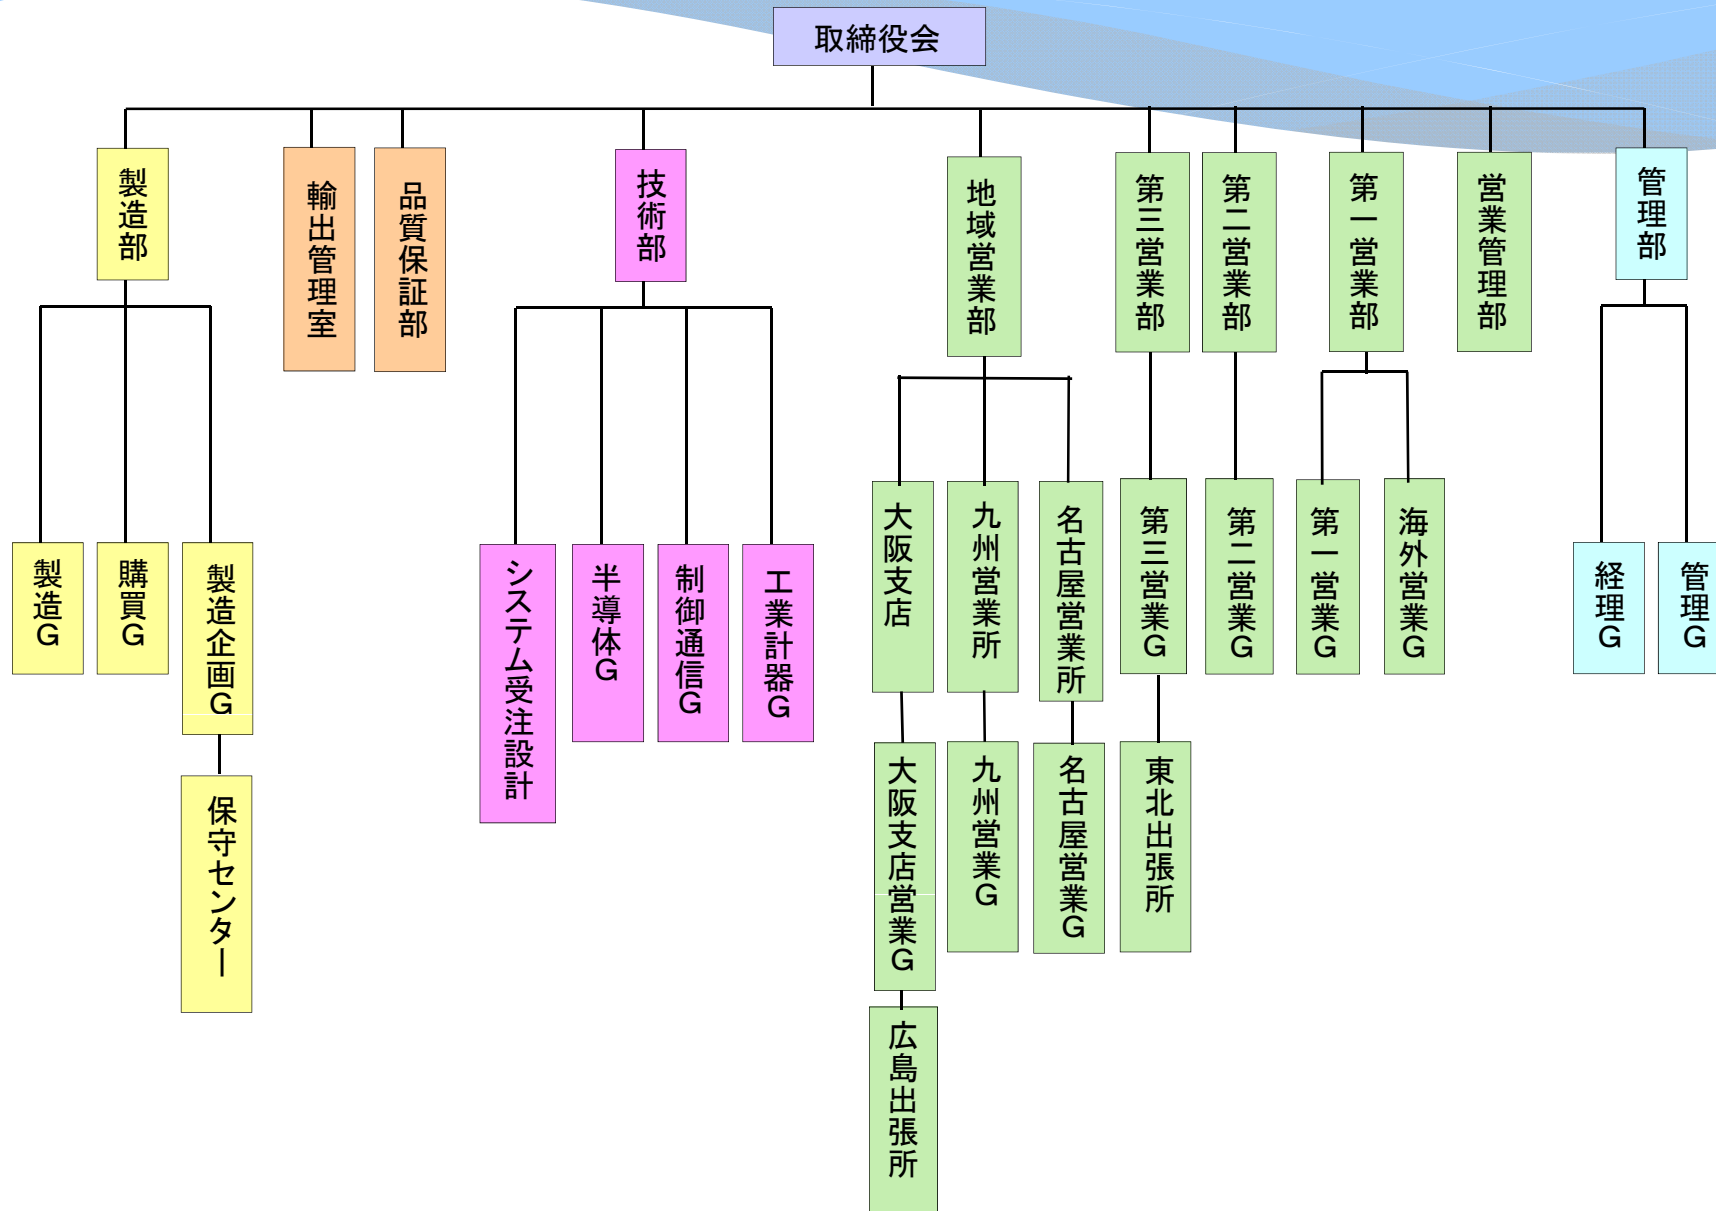 取締役会
製造部
輸出管理室
品質保証部
技術部
地域営業部
第三営業部
第二営業部
第一営業部
営業管理部
管理部
製造G
購買G
製造企画G
システム受注設計
半導体G
制御通信G
工業計器G
大阪支店
九州営業所
名古屋営業所
第三営業G
第二営業G
第一営業G
海外営業G
経理G
管理G
保守センター
大阪支店営業G
九州営業G
名古屋営業G
東北出張所
広島出張所